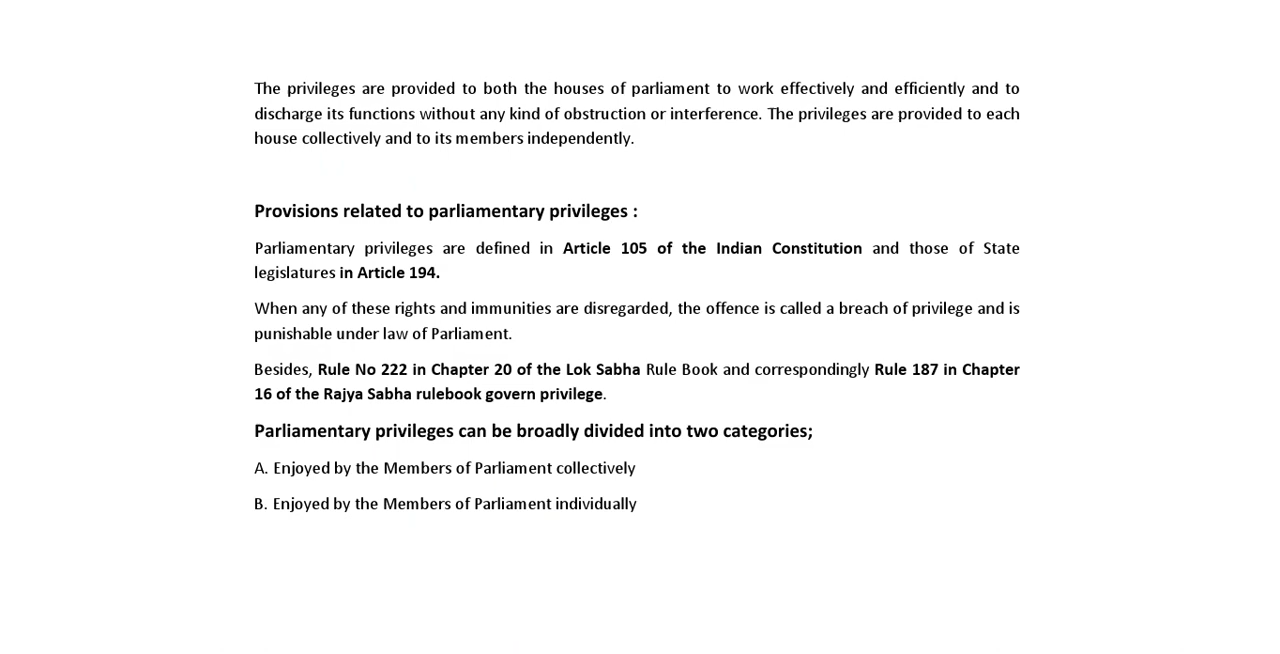 The privileges are provided to both the houses of parliament to work effectively and efficiently and to
discharge its functions without any kind of obstruction or interference. The privileges are provided to each
house collectively and to its members independently.
Provisions related to parliamentary privileges :
Parliamentary privileges are defined in Article 105 of the Indian Constitution and those of State
legislatures in Article 194.
When any of these rights and immunities are disregarded, the offence is called a breach of privilege and is
punishable under law of Parliament.
Besides, Rule No 222 in Chapter 20 of the Lok Sabha Rule Book and correspondingly Rule 187 in Chapter
16 of the Rajya Sabha rulebook govern privilege.
Parliamentary privileges can be broadly divided into two categories;
A. Enjoyed by the Members of Parliament collectively
B. Enjoyed by the Members of Parliament individually